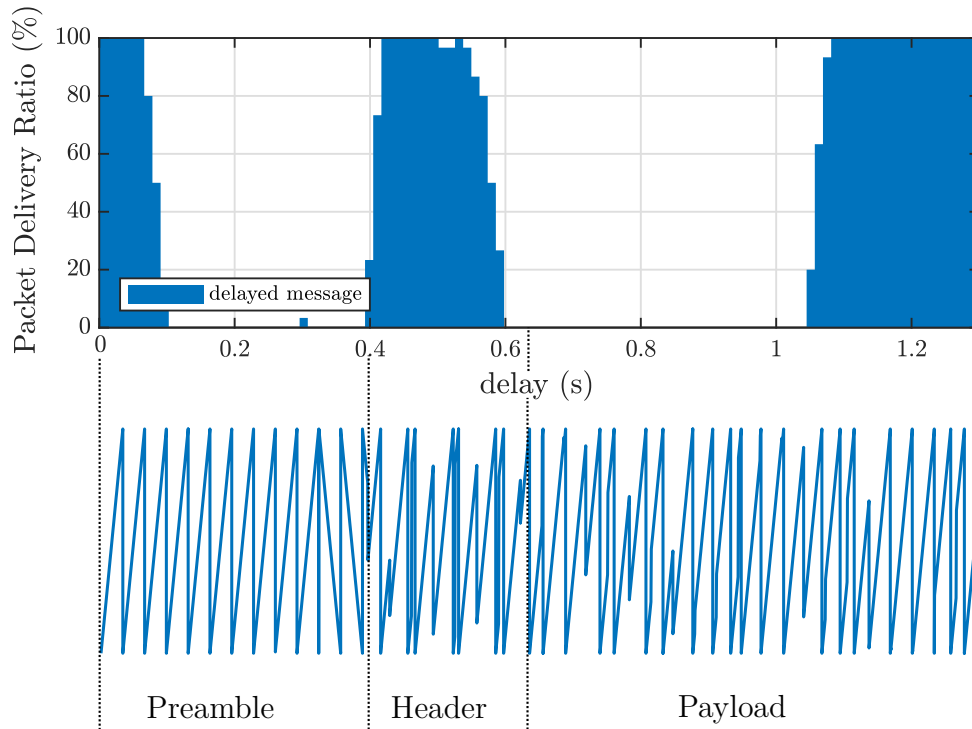 Packet Delivery Ratio (%)
100
80
60
40
20
0
delayed message
0 0.2 0.4 0.6 0.8 1 1.2
delay (s)
Preamble Header Payload